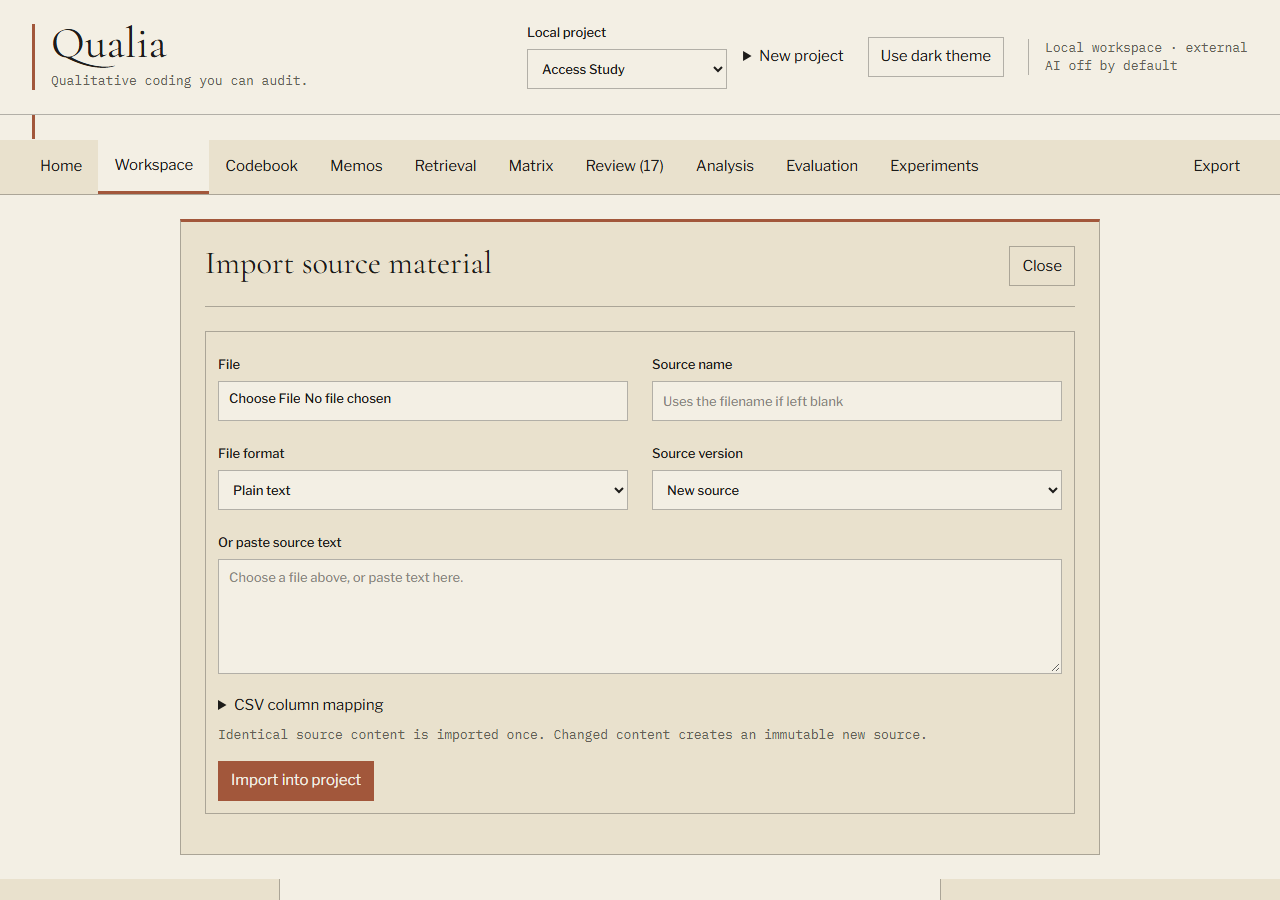 Qualia
Qualitative coding you can audit.
Local project
Access Study
New project
Use dark theme
Local workspace · external
AI off by default
Home
Workspace
Codebook
Memos
Retrieval
Matrix
Review (17)
Analysis
Evaluation
Experiments
Export
Import source material
Close
File
Choose File No file chosen
Source name
Uses the filename if left blank
File format
Plain text
Source version
New source
Or paste source text
Choose a file above, or paste text here.
CSV column mapping
Identical source content is imported once. Changed content creates an immutable new source.
Import into project